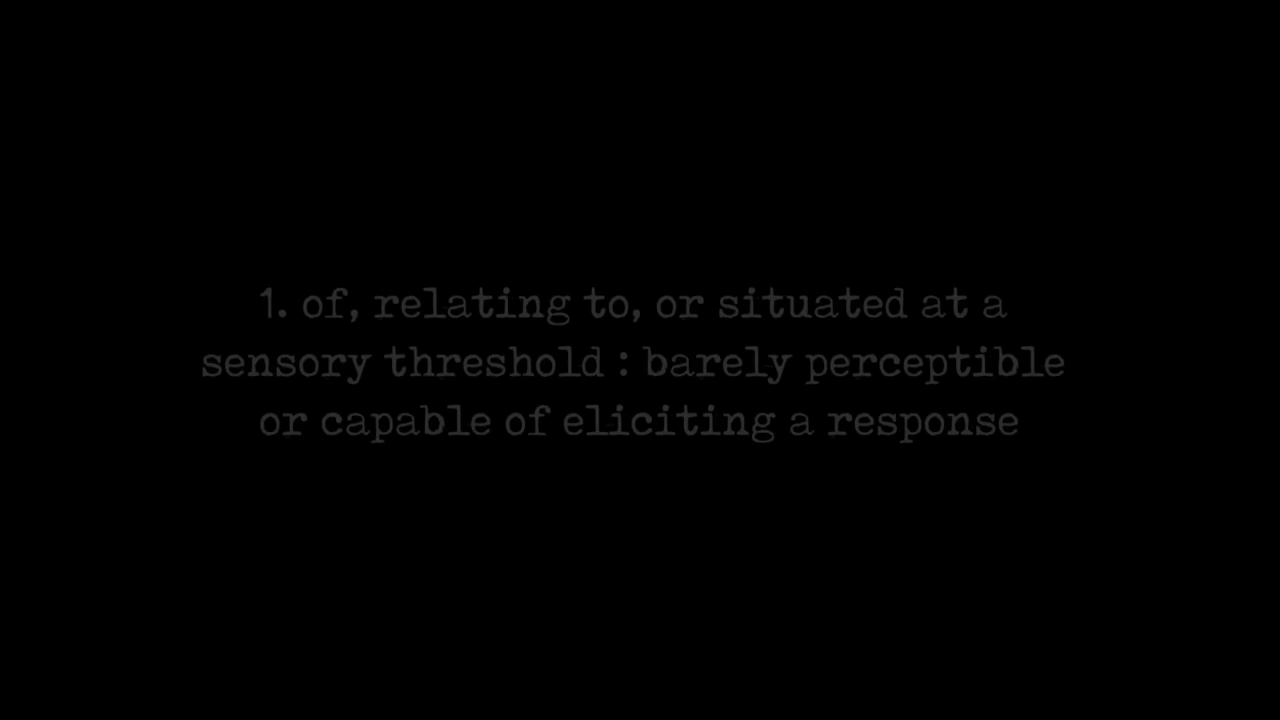 1. of, relating to, or situated at a
sensory threshold : barely perceptible
or capable of eliciting a response